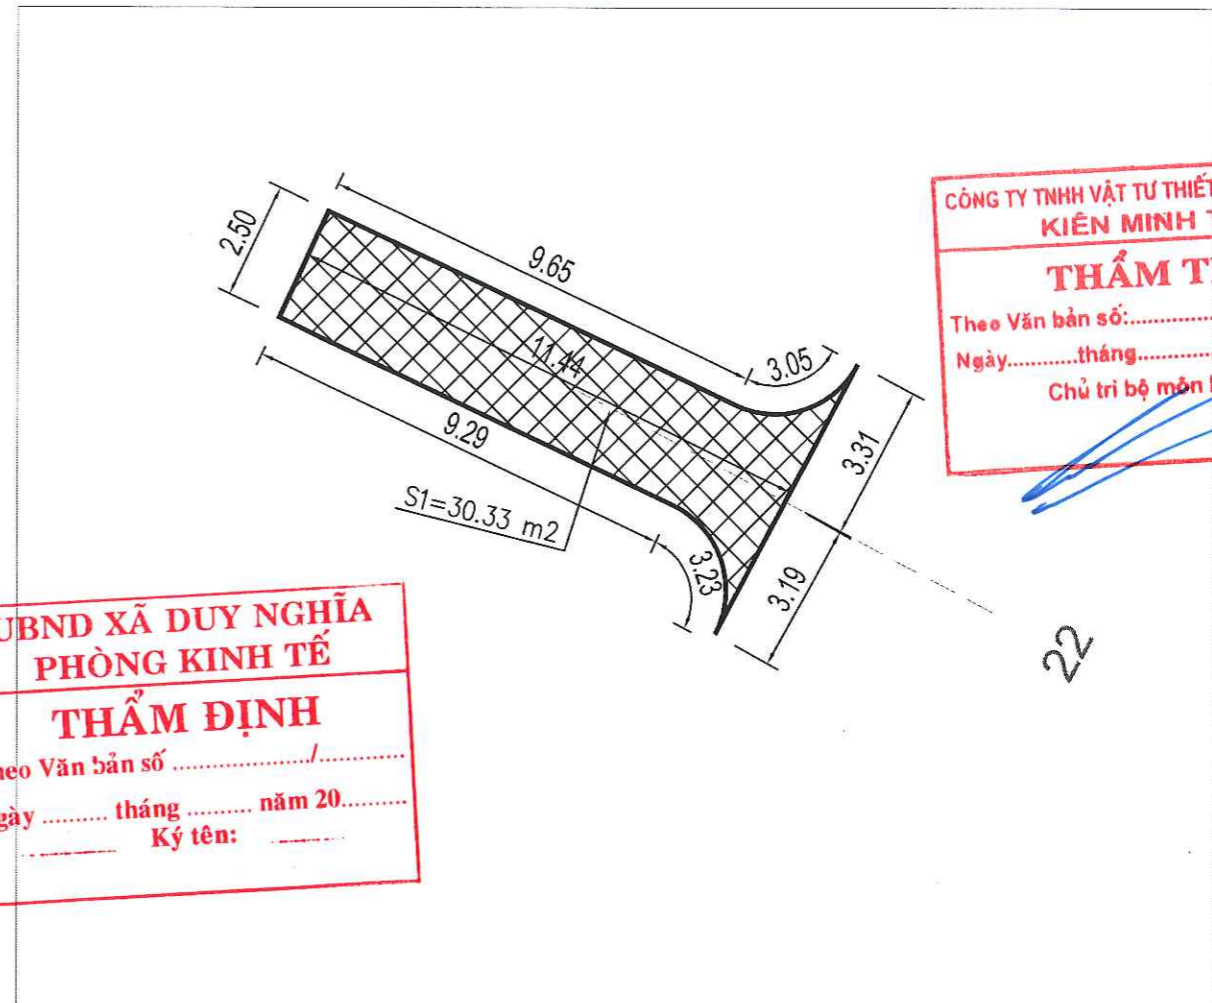 2.50
9.65
3.05
11.44
9.29
3.31
S1=30.33 m2
3.23
3.19
22
CÔNG TY TNHH VẬT TƯ THIẾT
KIÊN MINH
THẨM
Theo Văn bản số:................
Ngày............tháng............
Chủ trì bộ môn
UBND XÃ DUY NGHĨA
PHÒNG KINH TẾ
THẨM ĐỊNH
heo Văn bản số ...................../.............
gày .......... tháng .......... năm 20..........
Ký tên: